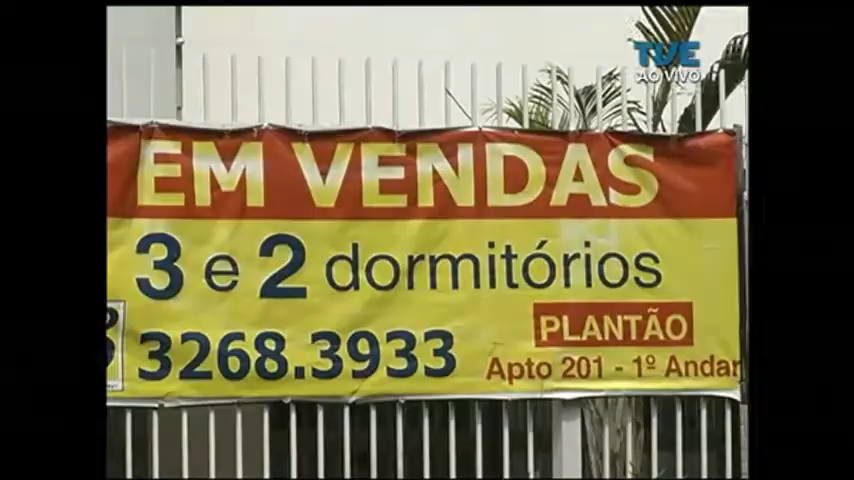 TVE
AO VIVO
EM VENDAS
3 e 2 dormitórios
PLANTÃO
3268.3933
Apto 201 - 1º Andar